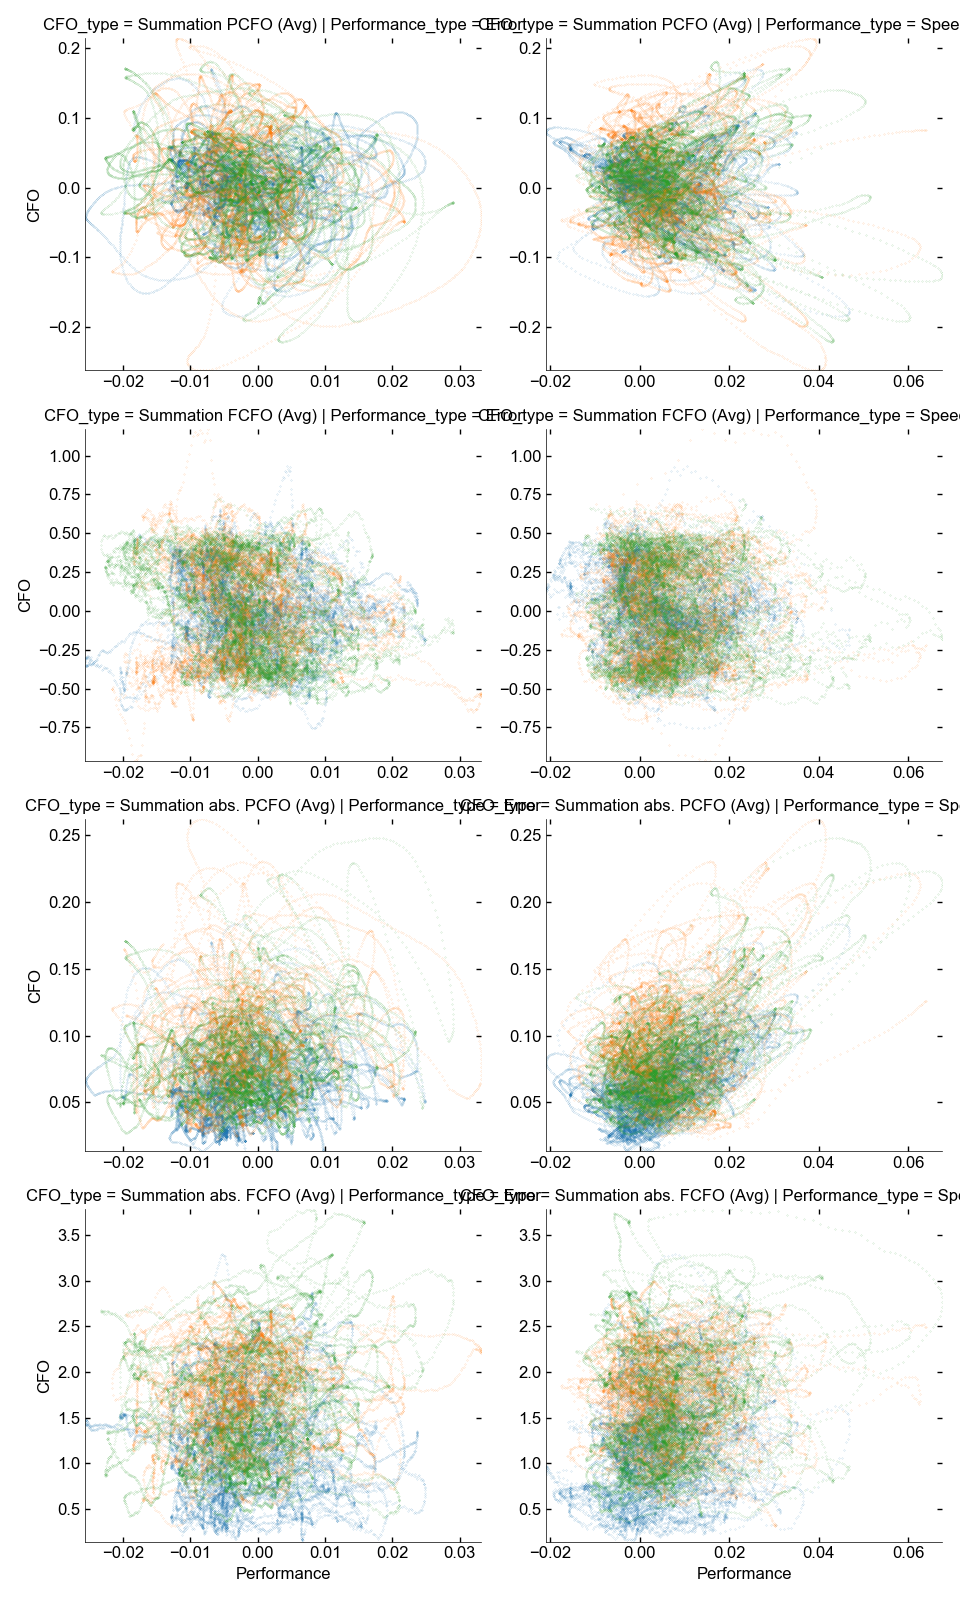 CFO_type = Summation PCFO (Avg) | Performance_type = Error
CFO_type = Summation PCFO (Avg) | Performance_type = Spee
0.2
0.1
0.0
−0.1
−0.2
CFO
−0.02 −0.01 0.00 0.01 0.02 0.03
0.2
0.1
0.0
−0.1
−0.2
−0.02 0.00 0.02 0.04 0.06
CFO_type = Summation FCFO (Avg) | Performance_type = Error
CFO_type = Summation FCFO (Avg) | Performance_type = Spee
1.00
0.75
0.50
0.25
0.00
−0.25
−0.50
−0.75
CFO
−0.02 −0.01 0.00 0.01 0.02 0.03
1.00
0.75
0.50
0.25
0.00
−0.25
−0.50
−0.75
−0.02 0.00 0.02 0.04 0.06
CFO_type = Summation abs. PCFO (Avg) | Performance_type = Error
CFO_type = Summation abs. PCFO (Avg) | Performance_type = Spe
0.25
0.20
0.15
0.10
0.05
CFO
−0.02 −0.01 0.00 0.01 0.02 0.03
0.25
0.20
0.15
0.10
0.05
−0.02 0.00 0.02 0.04 0.06
CFO_type = Summation abs. FCFO (Avg) | Performance_type = Error
CFO_type = Summation abs. FCFO (Avg) | Performance_type = Spe
3.5
3.0
2.5
2.0
1.5
1.0
0.5
CFO
−0.02 −0.01 0.00 0.01 0.02 0.03
Performance
3.5
3.0
2.5
2.0
1.5
1.0
0.5
−0.02 0.00 0.02 0.04 0.06
Performance